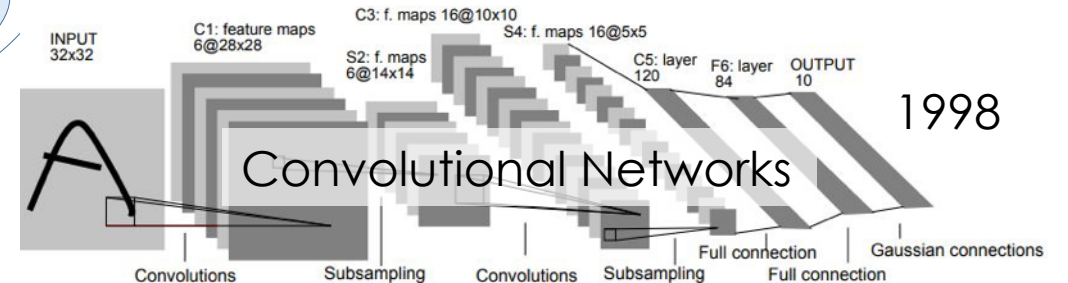 INPUT
32x32
C1: feature maps
6@28x28
S2: f. maps
6@14x14
C3: f. maps 16@10x10
S4: f. maps 16@5x5
C5: layer
120
F6: layer
84
OUTPUT
10
1998
Convolutional Networks
Convolutions
Subsampling
Convolutions
Subsampling
Full connection
Full connection
Gaussian connections